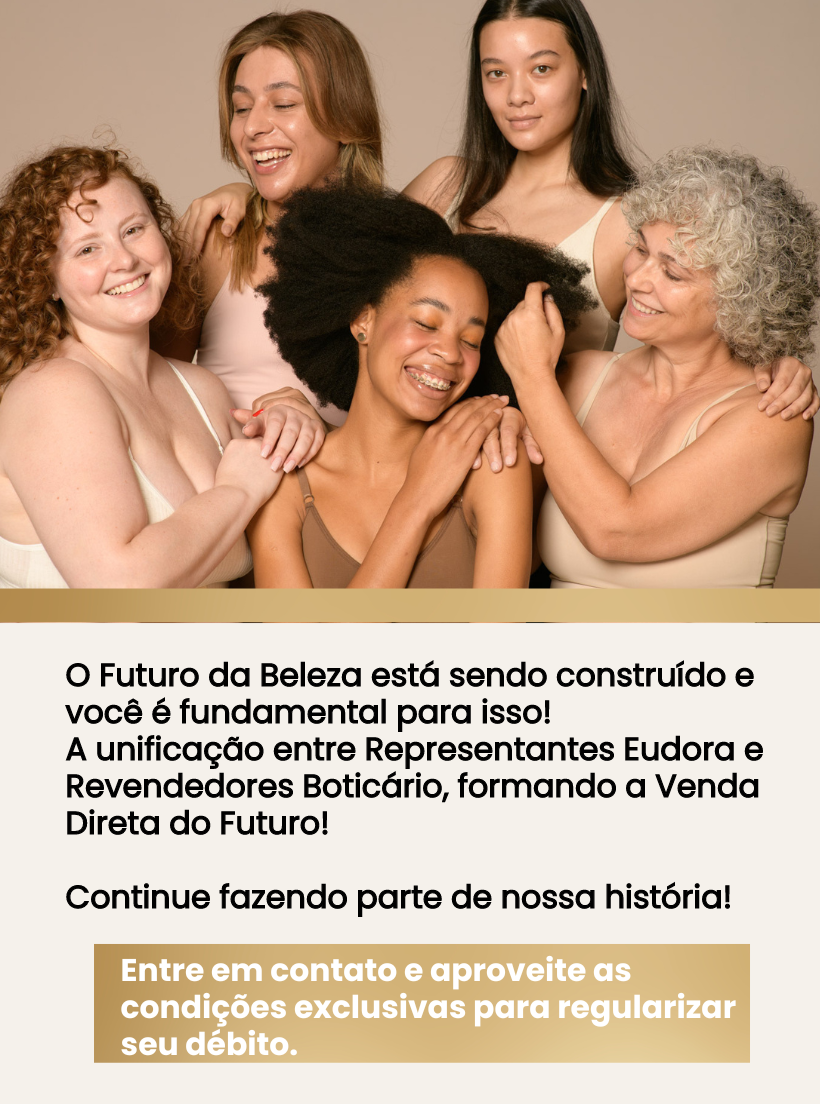 O Futuro da Beleza está sendo construído e
você é fundamental para isso!
A unificação entre Representantes Eudora e
Revendedores Boticário, formando a Venda
Direta do Futuro!
Continue fazendo parte de nossa história!
Entre em contato e aproveite as
condições exclusivas para regularizar
seu débito.